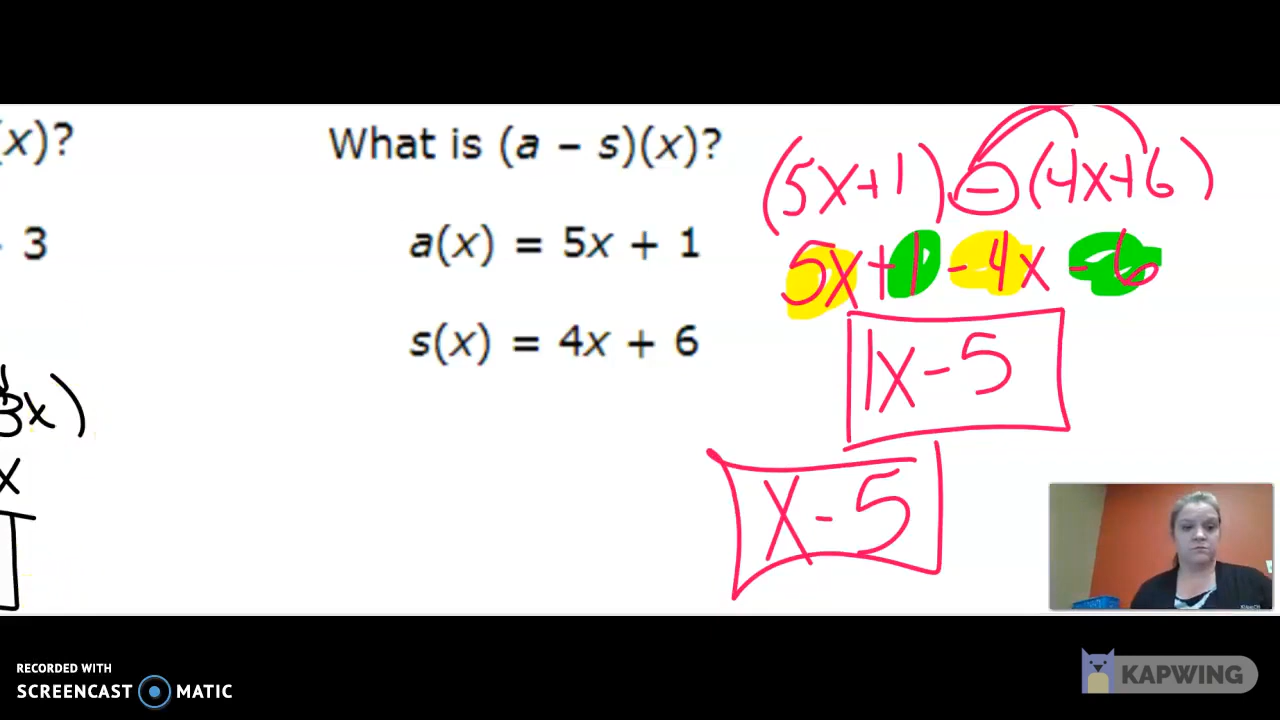 (x)?
3
3x)
x
What is (a – s)(x)?
a(x) = 5x + 1
s(x) = 4x + 6
(5x+1) - (4x+6)
5x+1 - 4x - 6
1x - 5
x - 5
RECORDED WITH
SCREENCAST MATIC
KAPWING